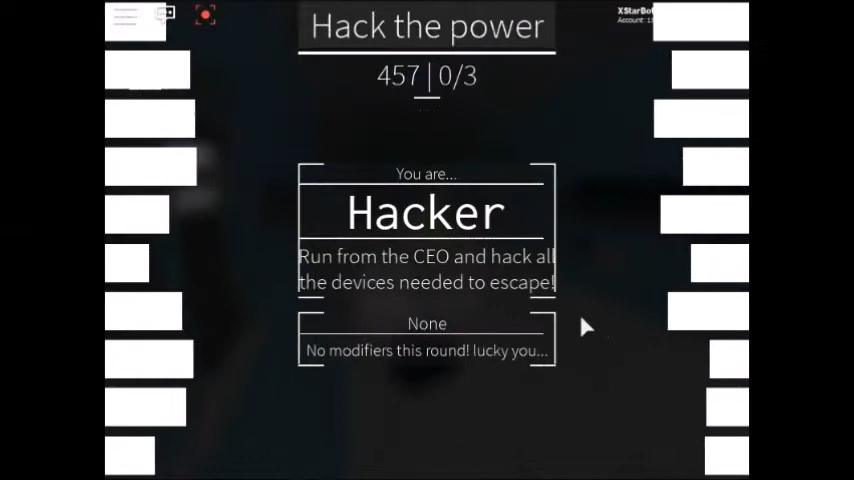 Hack the power
XStarBot
457 | 0/3
You are...
Hacker
Run from the CEO and hack all
the devices needed to escape!
None
No modifiers this round! lucky you...